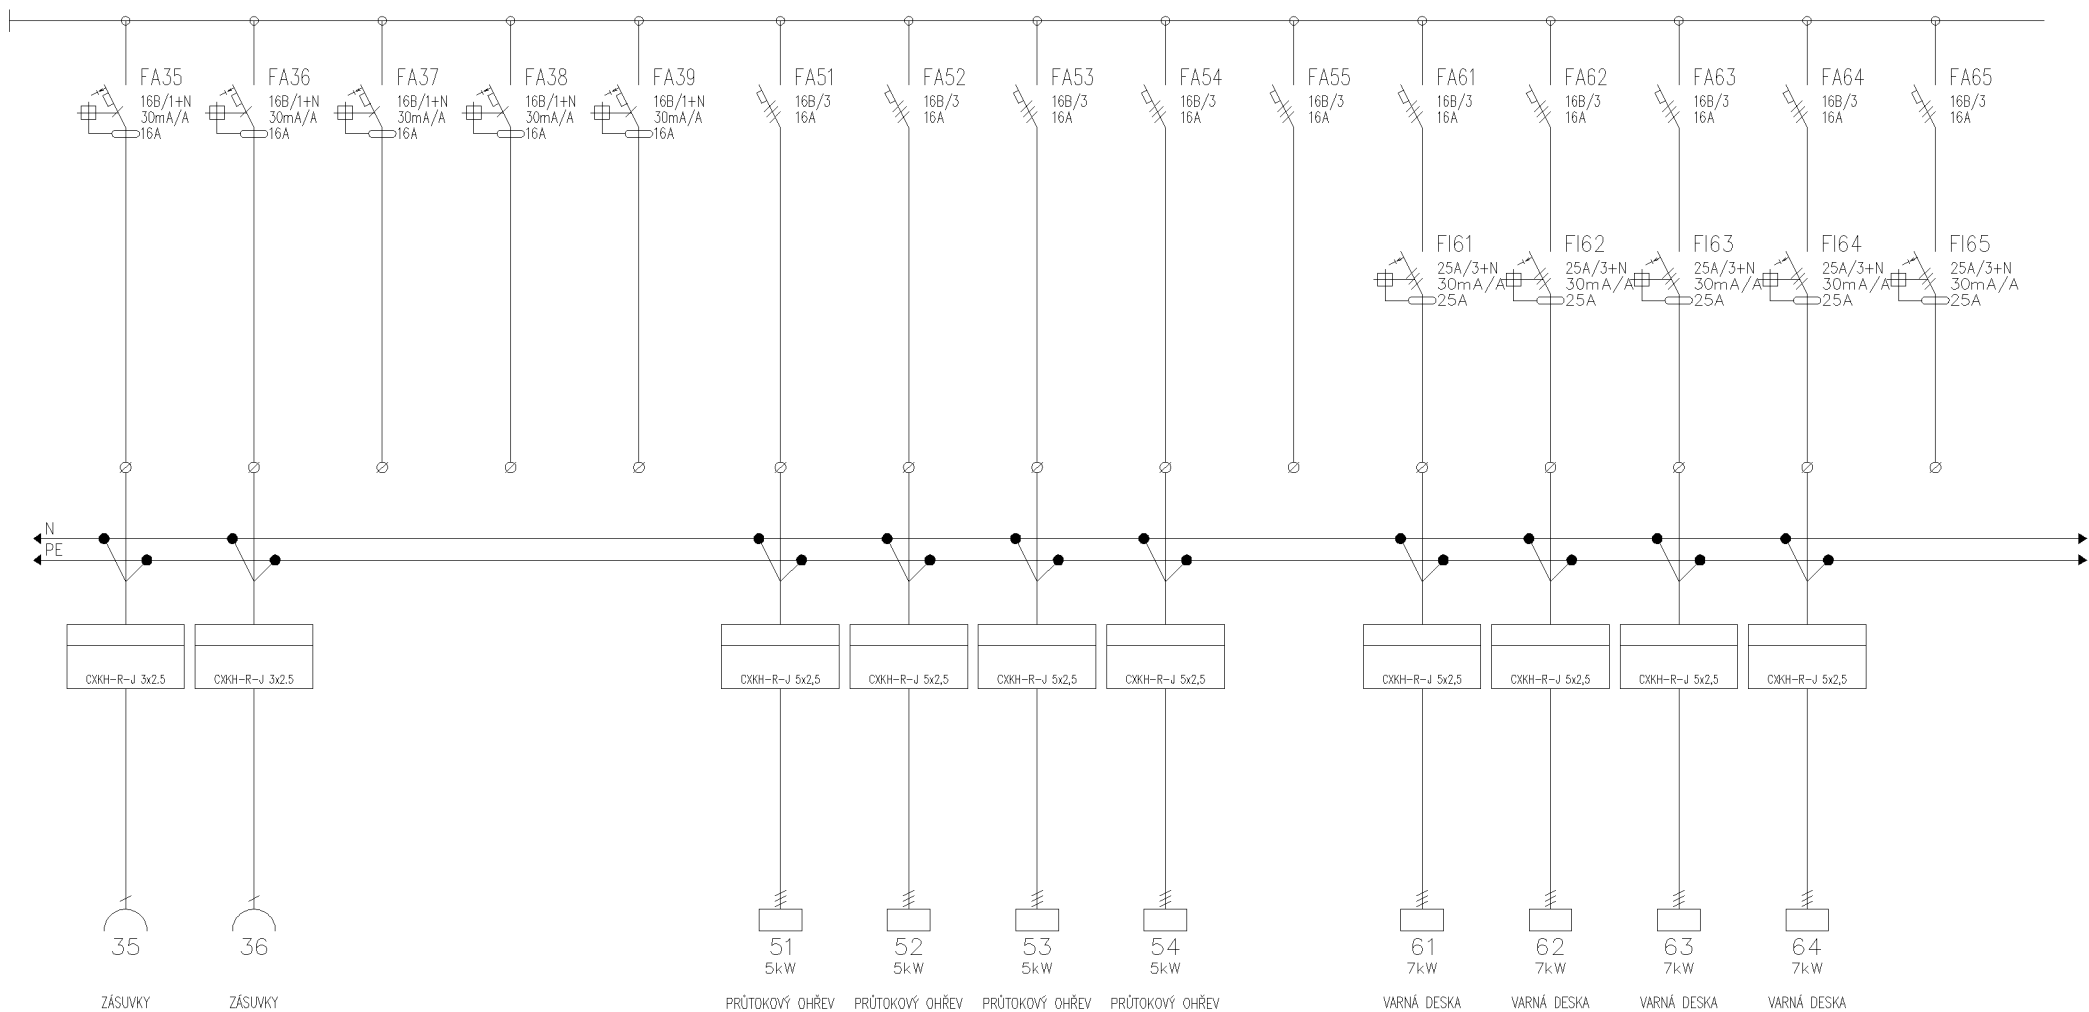 FA35
16B/1+N
30mA/A
16A
FA36
16B/1+N
30mA/A
16A
FA37
16B/1+N
30mA/A
16A
FA38
16B/1+N
30mA/A
16A
FA39
16B/1+N
30mA/A
16A
FA51
16B/3
16A
FA52
16B/3
16A
FA53
16B/3
16A
FA54
16B/3
16A
FA55
16B/3
16A
FA61
16B/3
16A
FA62
16B/3
16A
FA63
16B/3
16A
FA64
16B/3
16A
FA65
16B/3
16A
FI61
25A/3+N
30mA/A
25A
FI62
25A/3+N
30mA/A
25A
FI63
25A/3+N
30mA/A
25A
FI64
25A/3+N
30mA/A
25A
FI65
25A/3+N
30mA/A
25A
N
PE
CXKH-R-J 3x2.5
CXKH-R-J 3x2.5
CXKH-R-J 5x2,5
CXKH-R-J 5x2,5
CXKH-R-J 5x2,5
CXKH-R-J 5x2,5
CXKH-R-J 5x2,5
CXKH-R-J 5x2,5
CXKH-R-J 5x2,5
CXKH-R-J 5x2,5
35
ZÁSUVKY
36
ZÁSUVKY
51
5kW
PRŮTOKOVÝ OHŘEV
52
5kW
PRŮTOKOVÝ OHŘEV
53
5kW
PRŮTOKOVÝ OHŘEV
54
5kW
PRŮTOKOVÝ OHŘEV
61
7kW
VARNÁ DESKA
62
7kW
VARNÁ DESKA
63
7kW
VARNÁ DESKA
64
7kW
VARNÁ DESKA